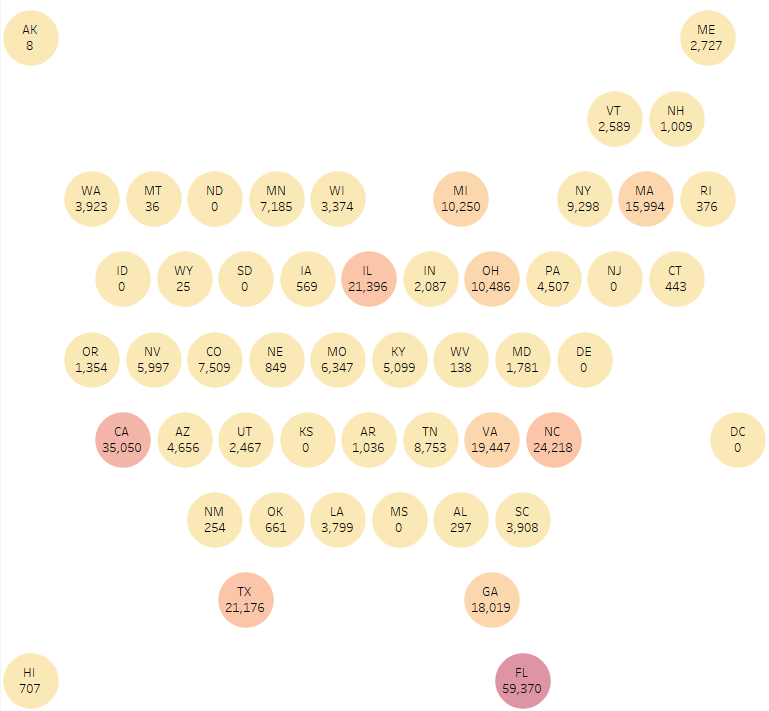 AK
8
ME
2,727
VT
2,589
NH
1,009
WA
3,923
MT
36
ND
0
MN
7,185
WI
3,374
MI
10,250
NY
9,298
MA
15,994
RI
376
ID
0
WY
25
SD
0
IA
569
IL
21,396
IN
2,087
OH
10,486
PA
4,507
NJ
0
CT
443
OR
1,354
NV
5,997
CO
7,509
NE
849
MO
6,347
KY
5,099
WV
138
MD
1,781
DE
0
CA
35,050
AZ
4,656
UT
2,467
KS
0
AR
1,036
TN
8,753
VA
19,447
NC
24,218
DC
0
NM
254
OK
661
LA
3,799
MS
0
AL
297
SC
3,908
TX
21,176
GA
18,019
HI
707
FL
59,370